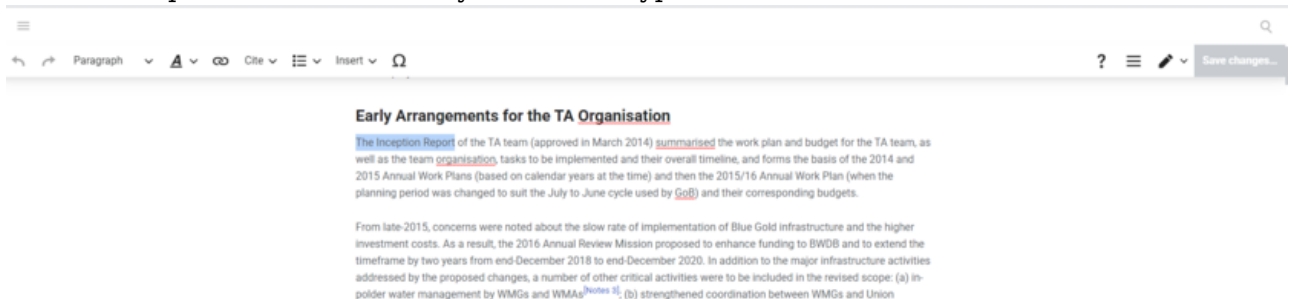 Paragraph A Cite Insert Ω ? Save changes...
Early Arrangements for the TA Organisation
The Inception Report of the TA team (approved in March 2014) summarised the work plan and budget for the TA team, as
well as the team organisation, tasks to be implemented and their overall timeline, and forms the basis of the 2014 and
2015 Annual Work Plans (based on calendar years at the time) and then the 2015/16 Annual Work Plan (when the
planning period was changed to suit the July to June cycle used by GoB) and their corresponding budgets.
From late-2015, concerns were noted about the slow rate of implementation of Blue Gold infrastructure and the higher
investment costs. As a result, the 2016 Annual Review Mission proposed to enhance funding to BWDB and to extend the
timeframe by two years from end-December 2018 to end-December 2020. In addition to the major infrastructure activities
addressed by the proposed changes, a number of other critical activities were to be included in the revised scope: (a) in-
polder water management by WMGs and WMAs[Notes 3]; (b) strengthened coordination between WMGs and Union